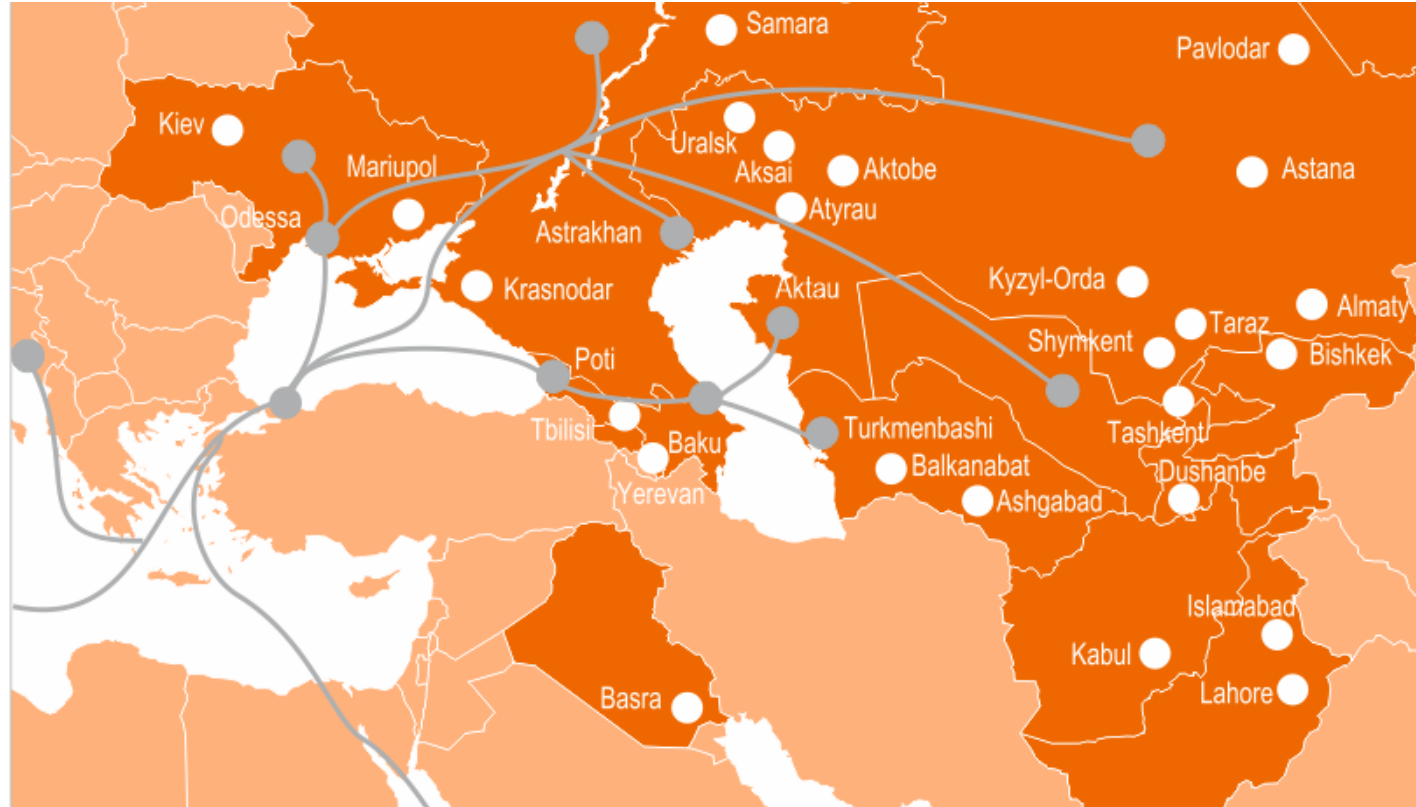 Samara
Pavlodar
Kiev
Uralsk
Mariupol
Aksai
Aktobe
Astana
Odessa
Atyrau
Astrakhan
Kyzyl-Orda
Krasnodar
Aktau
Almaty
Taraz
Shymkent
Bishkek
Poti
Tbilisi
Turkmenbashi
Tashkent
Baku
Balkanabat
Dushanbe
Yerevan
Ashgabad
Islamabad
Kabul
Basra
Lahore